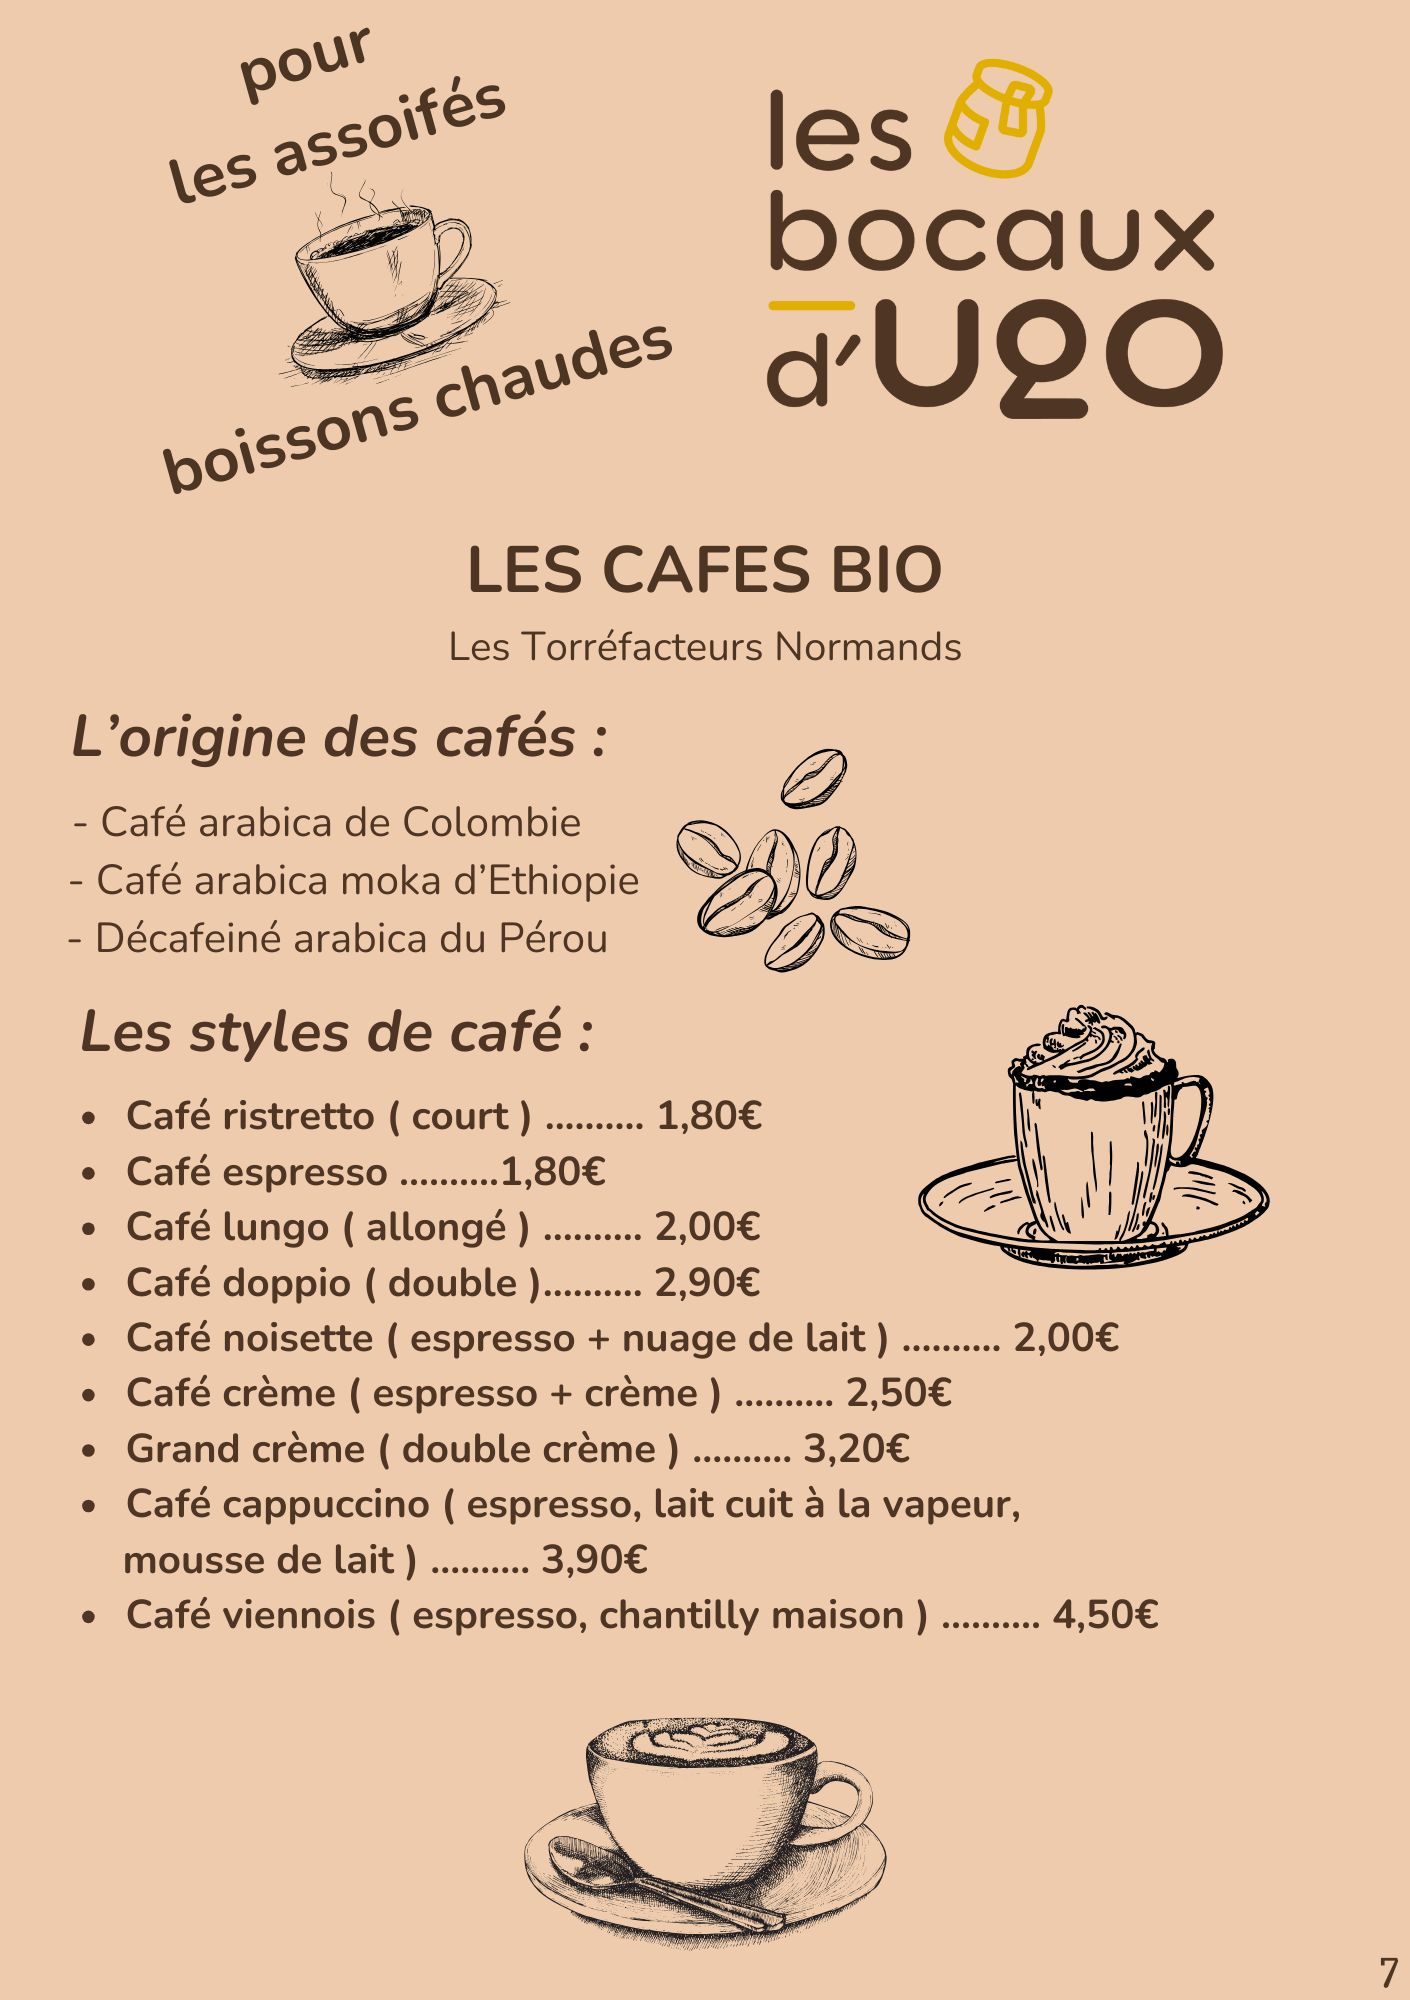 pour
les assoifés
boissons chaudes
les
bocaux
d'Ugo
LES CAFES BIO
Les Torréfacteurs Normands
L’origine des cafés :
- Café arabica de Colombie
- Café arabica moka d’Ethiopie
- Décafeiné arabica du Pérou
Les styles de café :
• Café ristretto ( court ) .......... 1,80€
• Café espresso ..........1,80€
• Café lungo ( allongé ) .......... 2,00€
• Café doppio ( double ).......... 2,90€
• Café noisette ( espresso + nuage de lait ) .......... 2,00€
• Café crème ( espresso + crème ) .......... 2,50€
• Grand crème ( double crème ) .......... 3,20€
• Café cappuccino ( espresso, lait cuit à la vapeur,
mousse de lait ) .......... 3,90€
• Café viennois ( espresso, chantilly maison ) .......... 4,50€
7